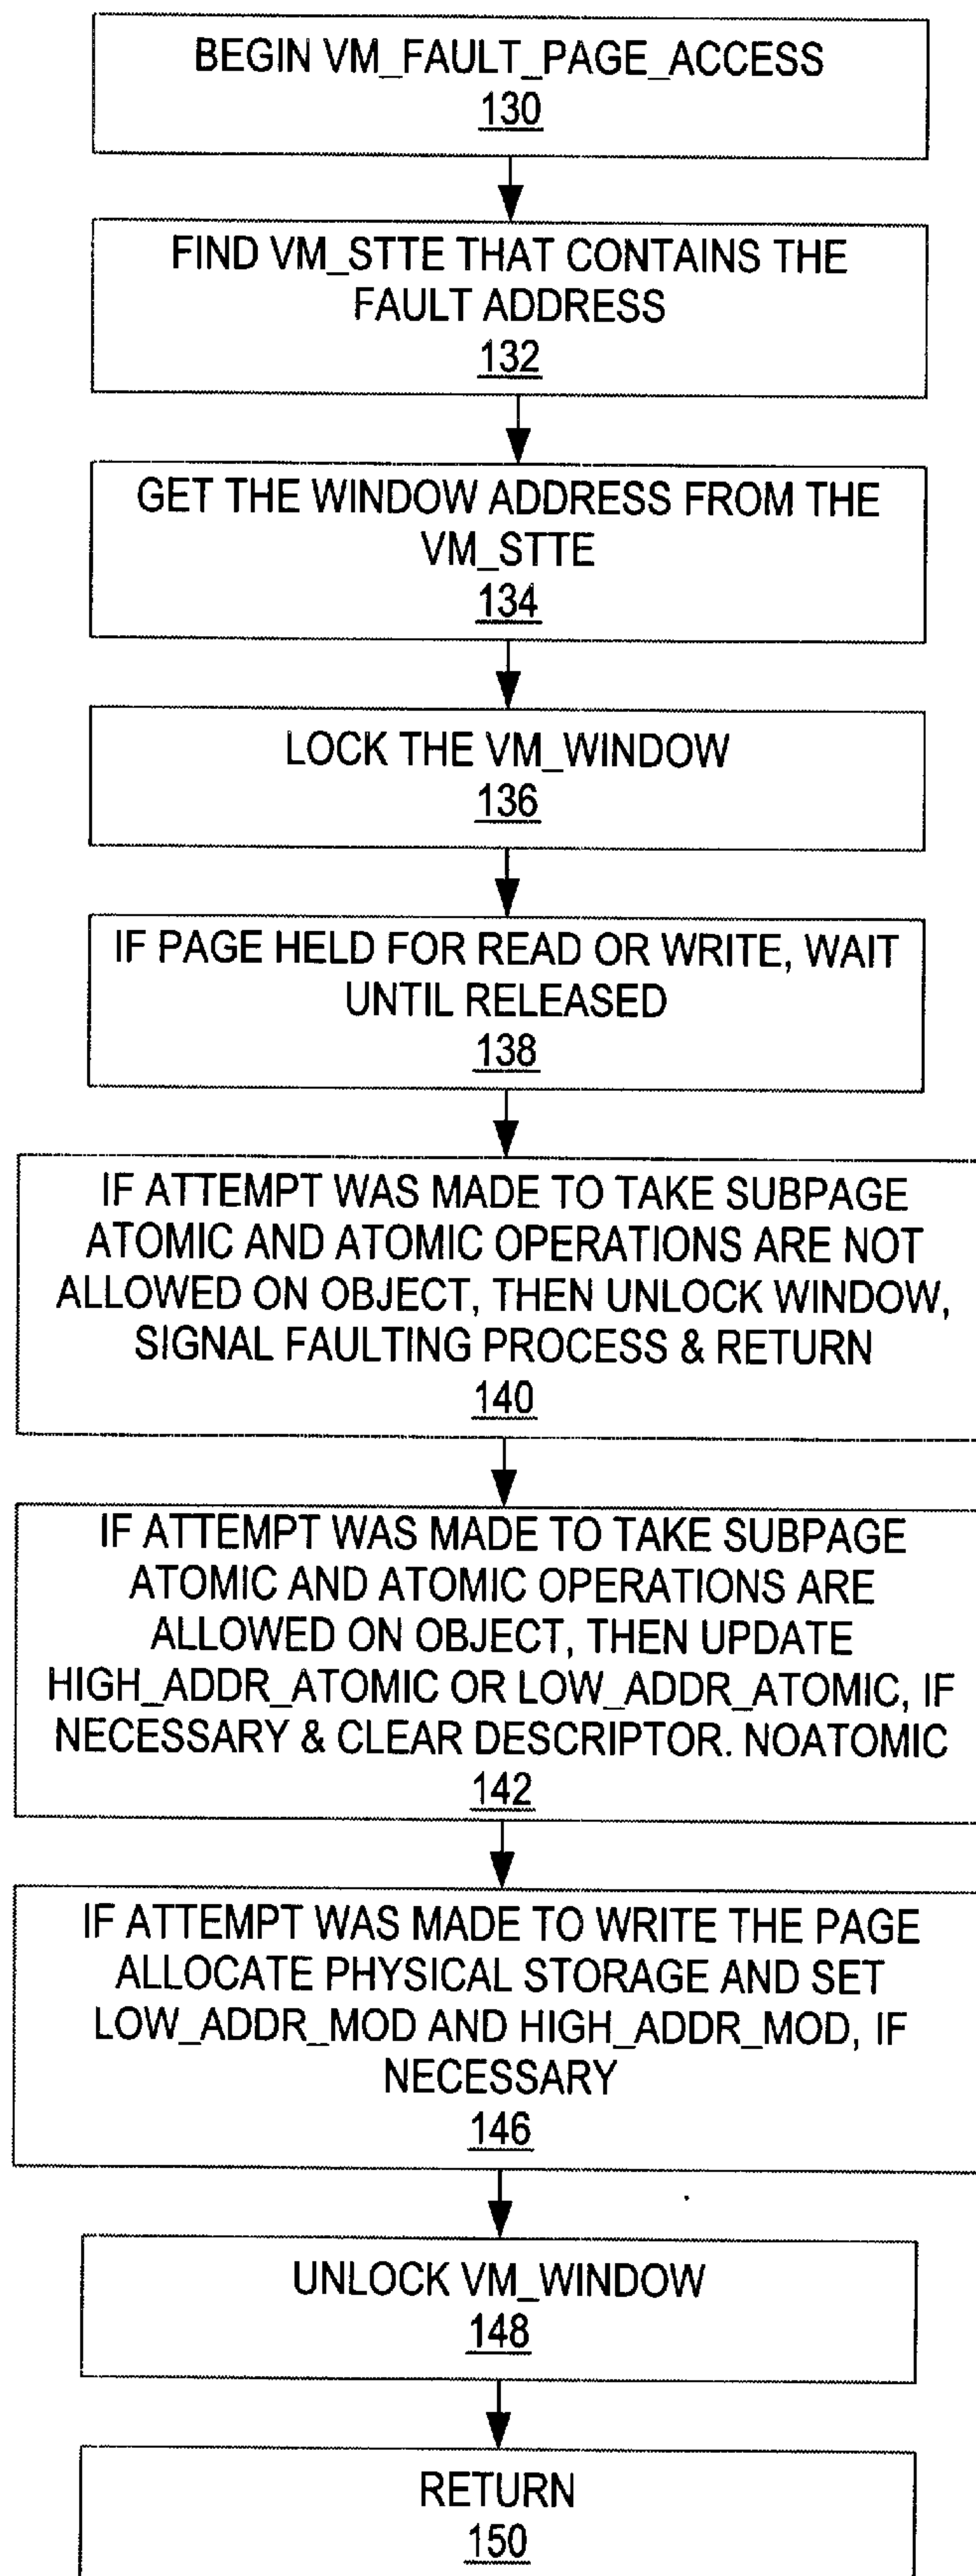 BEGIN VM_FAULT_PAGE_ACCESS
130
FIND VM_STTE THAT CONTAINS THE
FAULT ADDRESS
132
GET THE WINDOW ADDRESS FROM THE
VM_STTE
134
LOCK THE VM_WINDOW
136
IF PAGE HELD FOR READ OR WRITE, WAIT
UNTIL RELEASED
138
IF ATTEMPT WAS MADE TO TAKE SUBPAGE
ATOMIC AND ATOMIC OPERATIONS ARE NOT
ALLOWED ON OBJECT, THEN UNLOCK WINDOW,
SIGNAL FAULTING PROCESS & RETURN
140
IF ATTEMPT WAS MADE TO TAKE SUBPAGE
ATOMIC AND ATOMIC OPERATIONS ARE
ALLOWED ON OBJECT, THEN UPDATE
HIGH_ADDR_ATOMIC OR LOW_ADDR_ATOMIC, IF
NECESSARY & CLEAR DESCRIPTOR. NOATOMIC
142
IF ATTEMPT WAS MADE TO WRITE THE PAGE
ALLOCATE PHYSICAL STORAGE AND SET
LOW_ADDR_MOD AND HIGH_ADDR_MOD, IF
NECESSARY
146
UNLOCK VM_WINDOW
148
RETURN
150